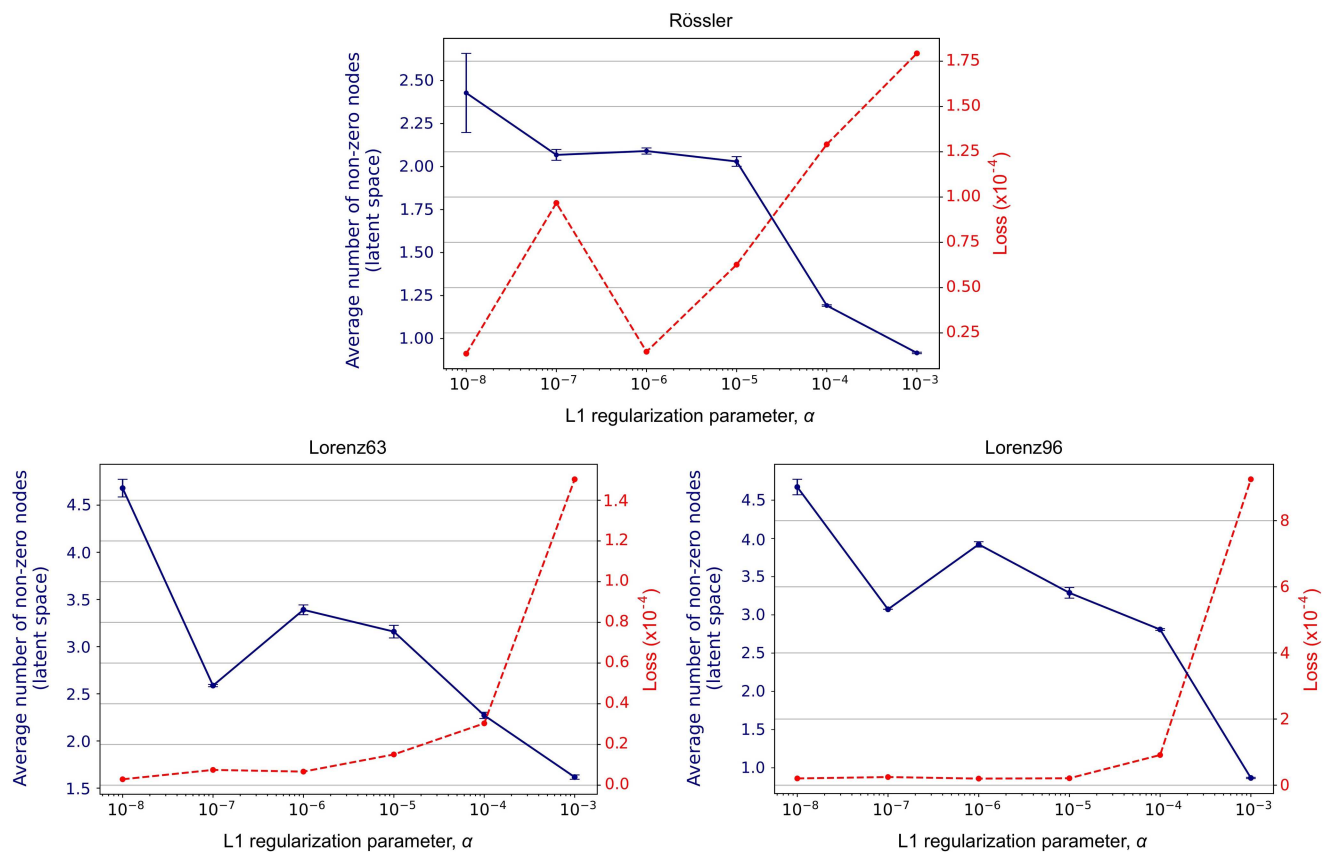 Rössler
Average number of non-zero nodes
(latent space)
2.50
2.25
2.00
1.75
1.50
1.25
1.00
1.75
1.50
1.25
1.00
0.75
0.50
0.25
Loss (x10⁻⁴)
10⁻⁸ 10⁻⁷ 10⁻⁶ 10⁻⁵ 10⁻⁴ 10⁻³
L1 regularization parameter, α
Lorenz63
Average number of non-zero nodes
(latent space)
4.5
4.0
3.5
3.0
2.5
2.0
1.5
1.4
1.2
1.0
0.8
0.6
0.4
0.2
0.0
Loss (x10⁻⁴)
10⁻⁸ 10⁻⁷ 10⁻⁶ 10⁻⁵ 10⁻⁴ 10⁻³
L1 regularization parameter, α
Lorenz96
Average number of non-zero nodes
(latent space)
4.5
4.0
3.5
3.0
2.5
2.0
1.5
1.0
8
6
4
2
0
Loss (x10⁻⁴)
10⁻⁸ 10⁻⁷ 10⁻⁶ 10⁻⁵ 10⁻⁴ 10⁻³
L1 regularization parameter, α